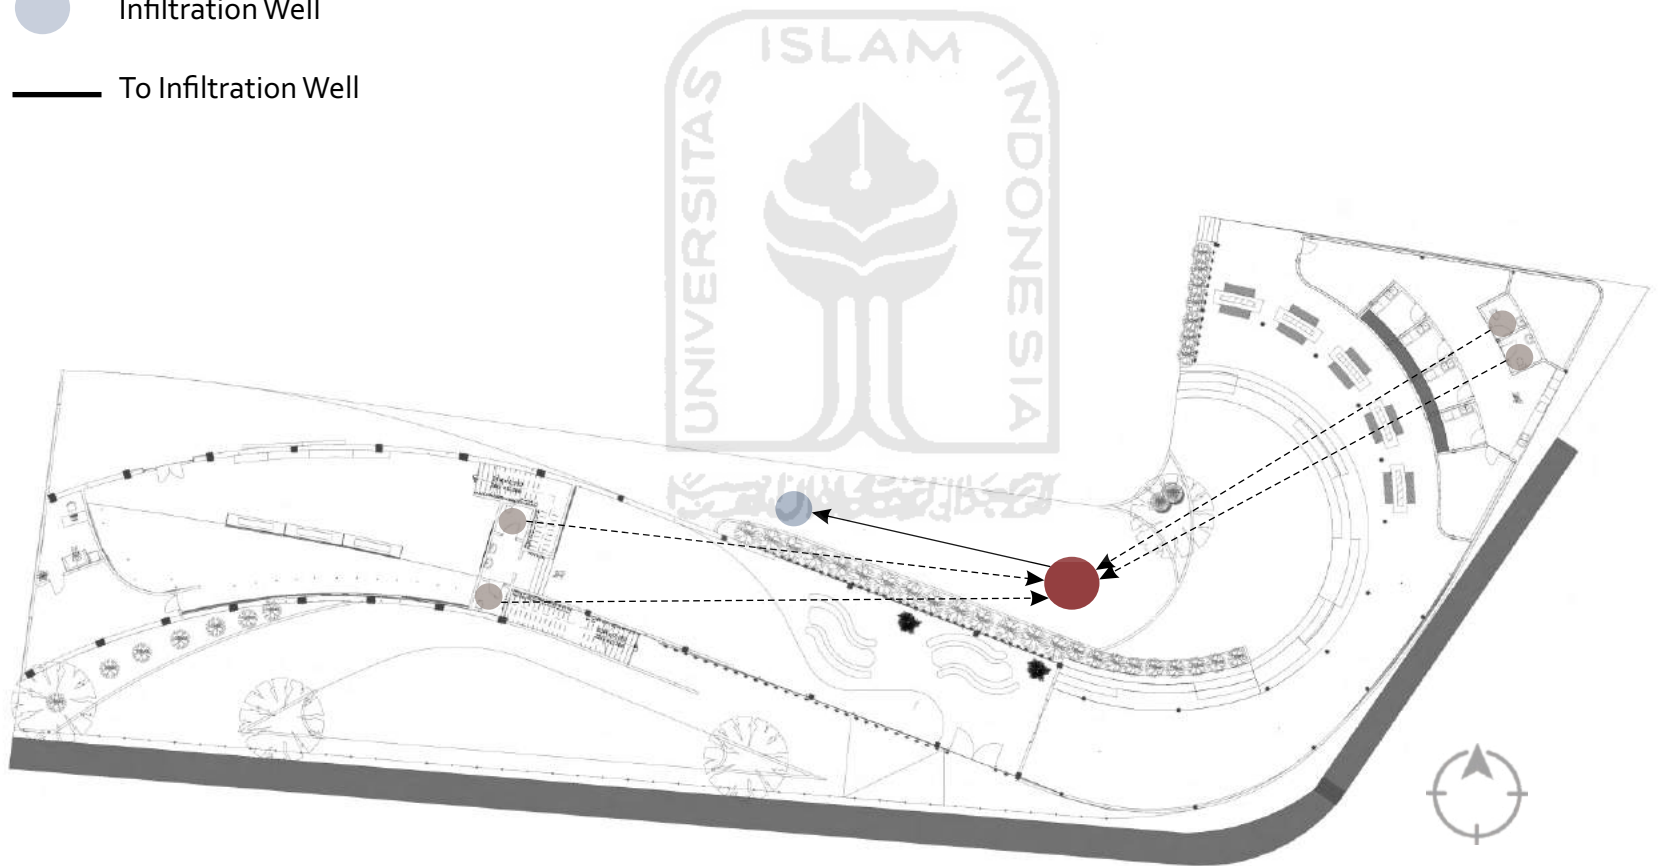 Infiltration Well
To Infiltration Well
ISLAM
UNIVERSITAS
INDONESIA